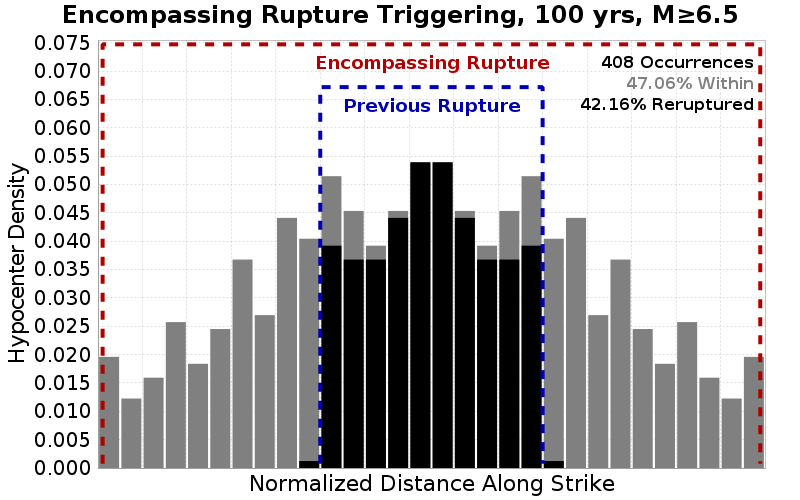 Encompassing Rupture Triggering, 100 yrs, M≥6.5
0.075
0.070
0.065
0.060
0.055
0.050
0.045
0.040
0.035
0.030
0.025
0.020
0.015
0.010
0.005
0.000
Hypocenter Density
Encompassing Rupture
Previous Rupture
408 Occurrences
47.06% Within
42.16% Reruptured
Normalized Distance Along Strike